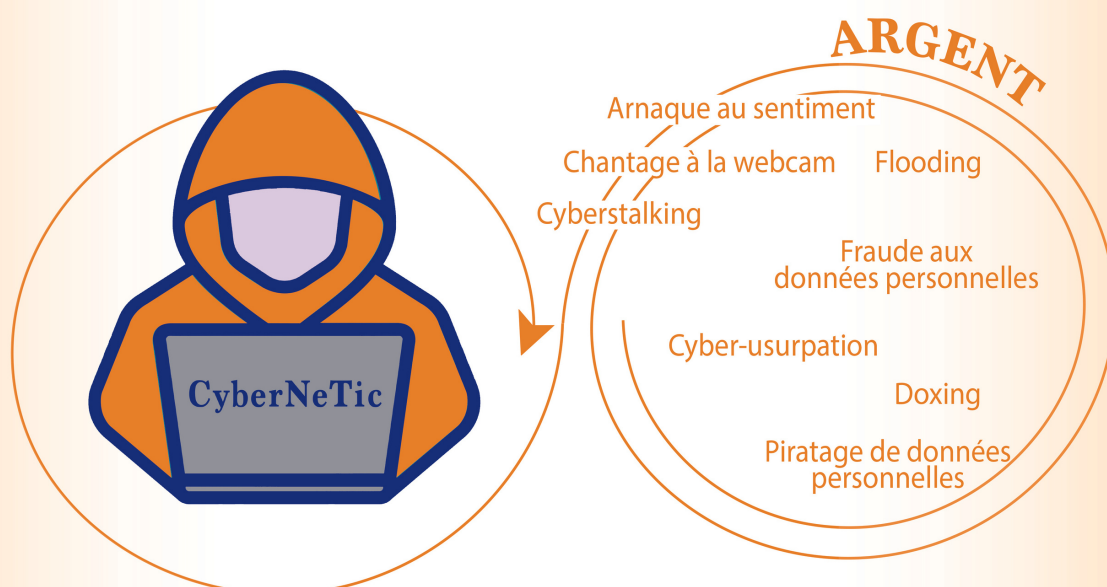 ARGENT
Arnaque au sentiment
Chantage à la webcam
Flooding
Cyberstalking
Fraude aux
données personnelles
Cyber-usurpation
CyberNeTic
Doxing
Piratage de données
personnelles